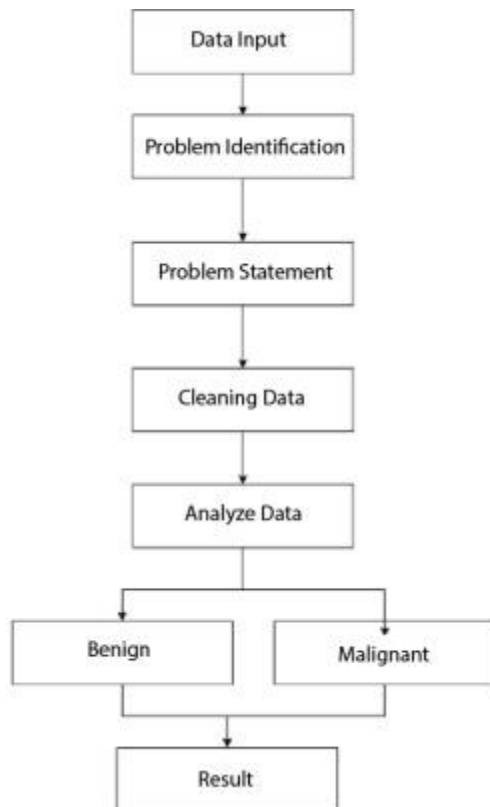 Data Input
Problem Identification
Problem Statement
Cleaning Data
Analyze Data
Benign
Malignant
Result